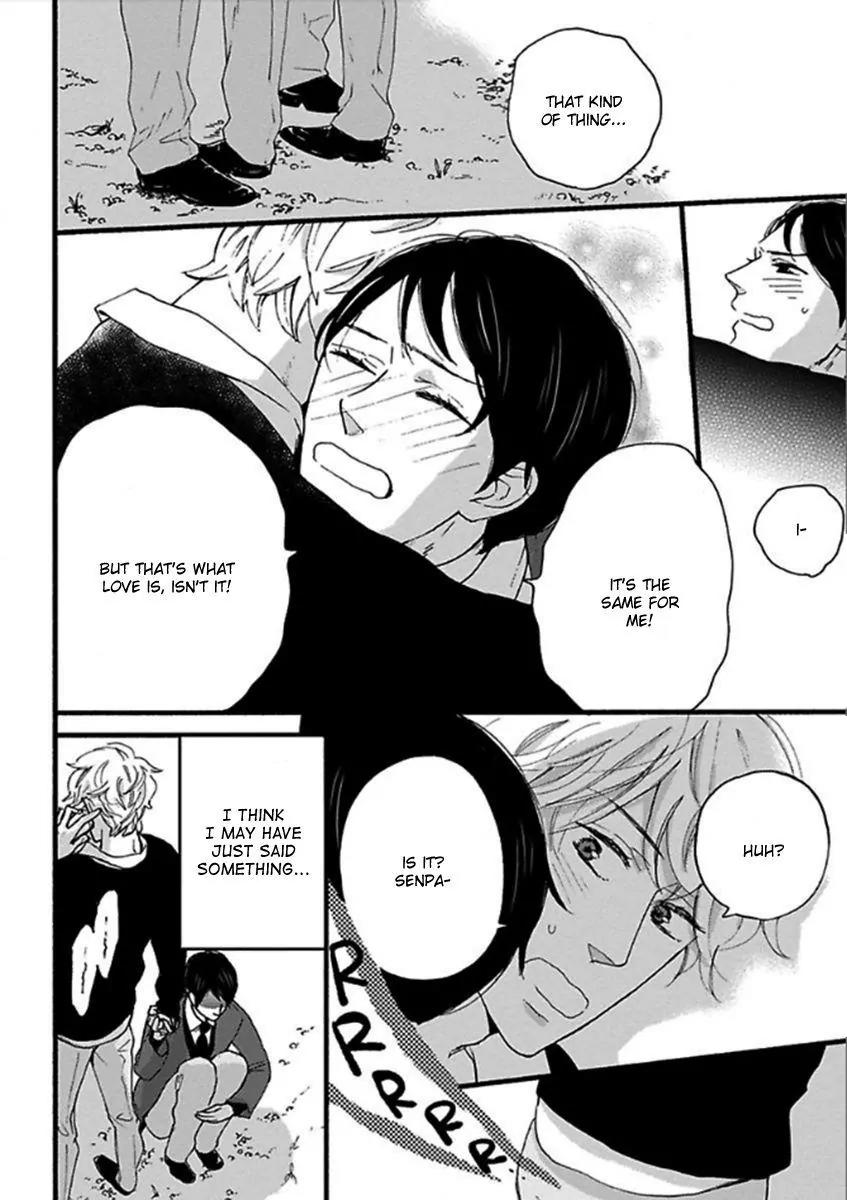 THAT KIND
OF THING...
I-
IT'S THE
SAME FOR
ME!
BUT THAT'S WHAT
LOVE IS, ISN'T IT!
HUH?
IS IT?
SENPA-
RRRRRR
I THINK
I MAY HAVE
JUST SAID
SOMETHING...